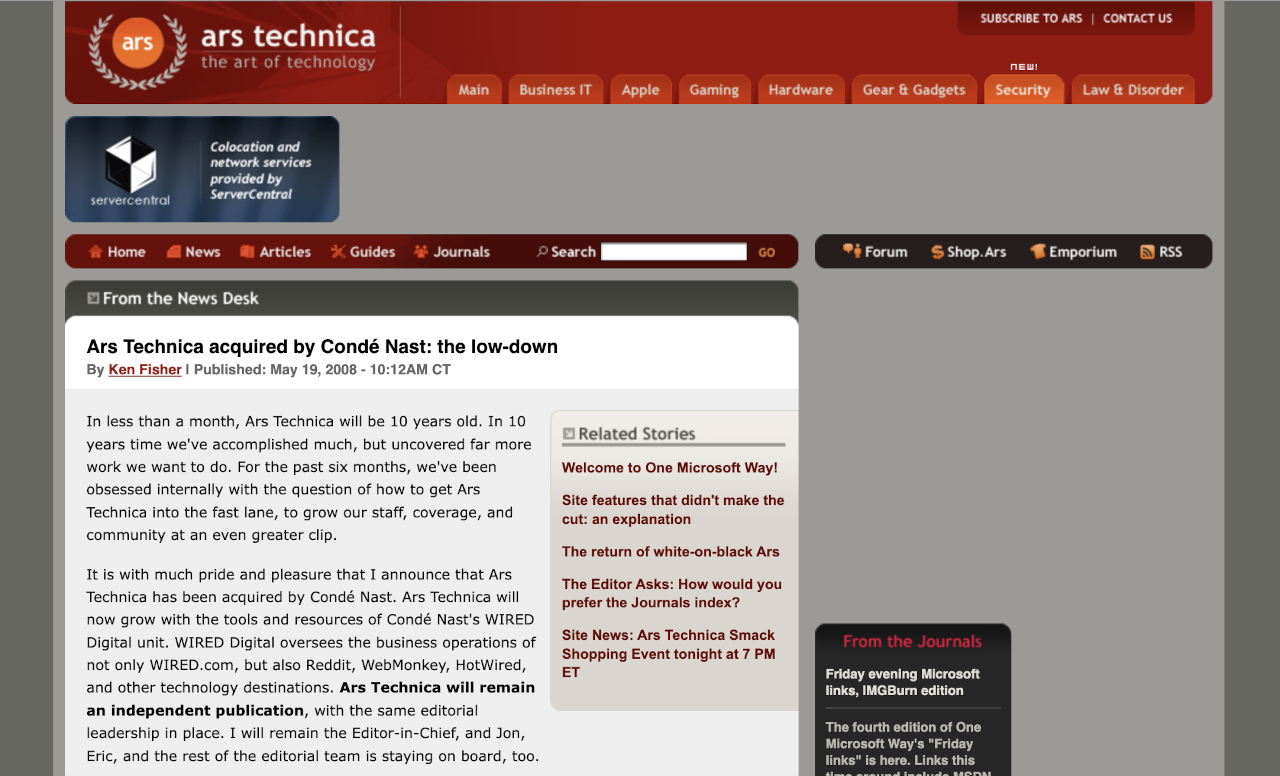 SUBSCRIBE TO ARS | CONTACT US
ars
ars technica
the art of technology
NEW!
Main
Business IT
Apple
Gaming
Hardware
Gear & Gadgets
Security
Law & Disorder
servercentral
Colocation and
network services
provided by
ServerCentral
Home
News
Articles
Guides
Journals
Search
GO
Forum
Shop.Ars
Emporium
RSS
From the News Desk
Ars Technica acquired by Condé Nast: the low-down
By Ken Fisher | Published: May 19, 2008 - 10:12AM CT
In less than a month, Ars Technica will be 10 years old. In 10
years time we've accomplished much, but uncovered far more
work we want to do. For the past six months, we've been
obsessed internally with the question of how to get Ars
Technica into the fast lane, to grow our staff, coverage, and
community at an even greater clip.
It is with much pride and pleasure that I announce that Ars
Technica has been acquired by Condé Nast. Ars Technica will
now grow with the tools and resources of Condé Nast's WIRED
Digital unit. WIRED Digital oversees the business operations of
not only WIRED.com, but also Reddit, WebMonkey, HotWired,
and other technology destinations. Ars Technica will remain
an independent publication, with the same editorial
leadership in place. I will remain the Editor-in-Chief, and Jon,
Eric, and the rest of the editorial team is staying on board, too.
Related Stories
Welcome to One Microsoft Way!
Site features that didn't make the
cut: an explanation
The return of white-on-black Ars
The Editor Asks: How would you
prefer the Journals index?
Site News: Ars Technica Smack
Shopping Event tonight at 7 PM
ET
From the Journals
Friday evening Microsoft
links, IMGBurn edition
The fourth edition of One
Microsoft Way's "Friday
links" is here. Links this
time around include MSDN